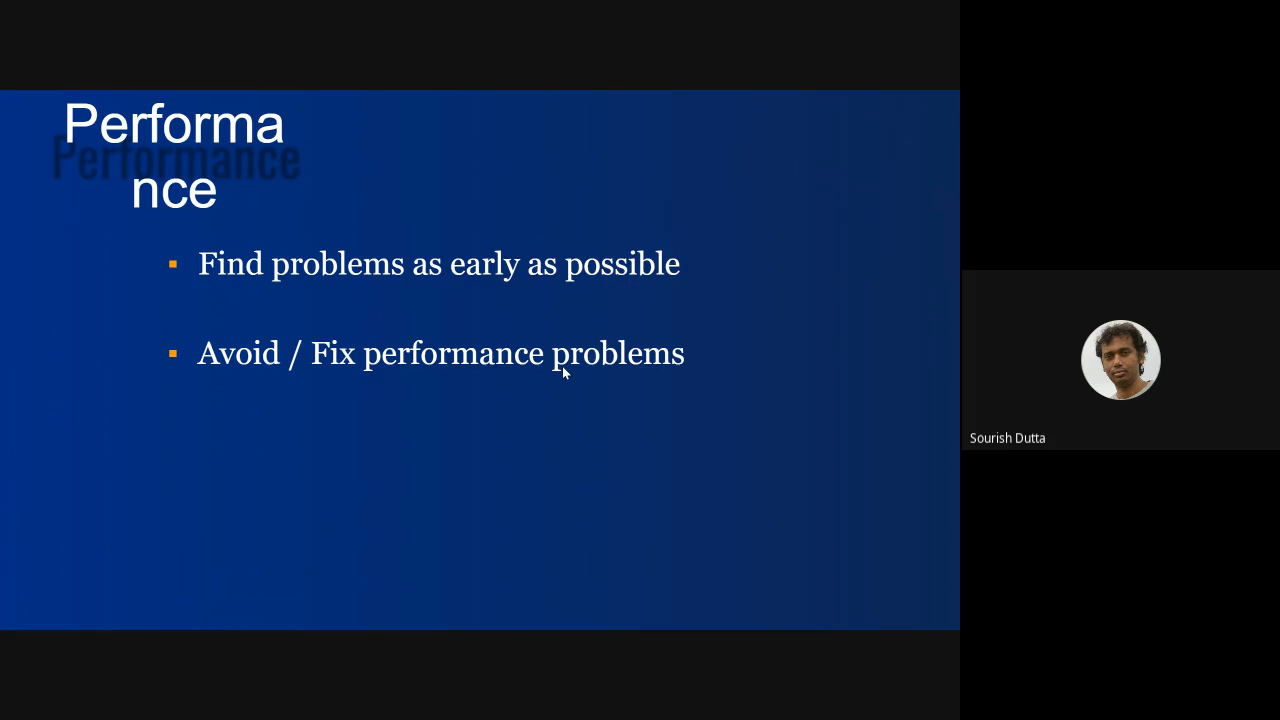 Performa
Performance
nce
▪ Find problems as early as possible
▪ Avoid / Fix performance problems
Sourish Dutta